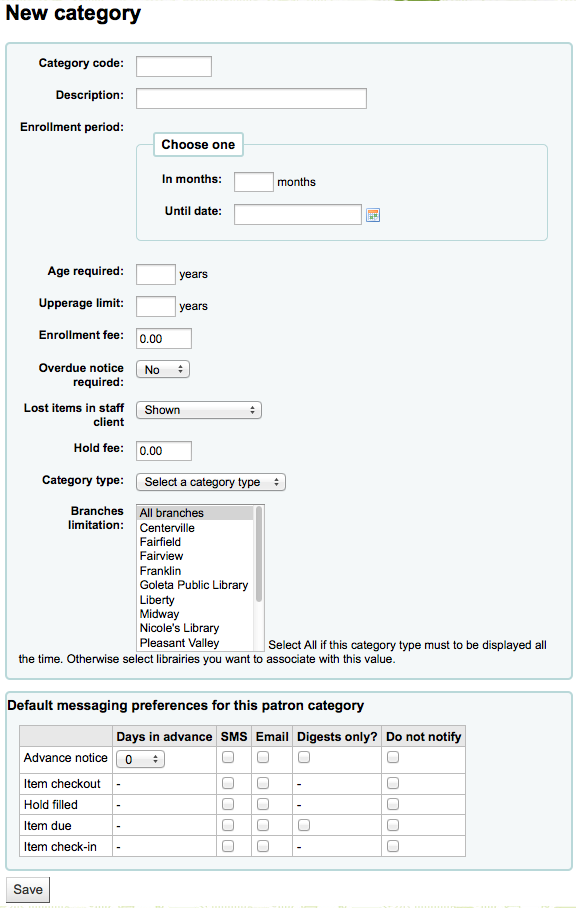 New category
Category code:
Description:
Enrollment period:
Choose one
In months: months
Until date:
Age required: years
Upperage limit: years
Enrollment fee: 0.00
Overdue notice
required: No
Lost items in staff
client Shown
Hold fee: 0.00
Category type: Select a category type
Branches
limitation:
All branches
Centerville
Fairfield
Fairview
Franklin
Goleta Public Library
Liberty
Midway
Nicole's Library
Pleasant Valley
Select All if this category type must to be displayed all
the time. Otherwise select librairies you want to associate with this value.
Default messaging preferences for this patron category
Days in advance SMS Email Digests only? Do not notify
Advance notice 0
Item checkout - -
Hold filled - -
Item due -
Item check-in - -
Save